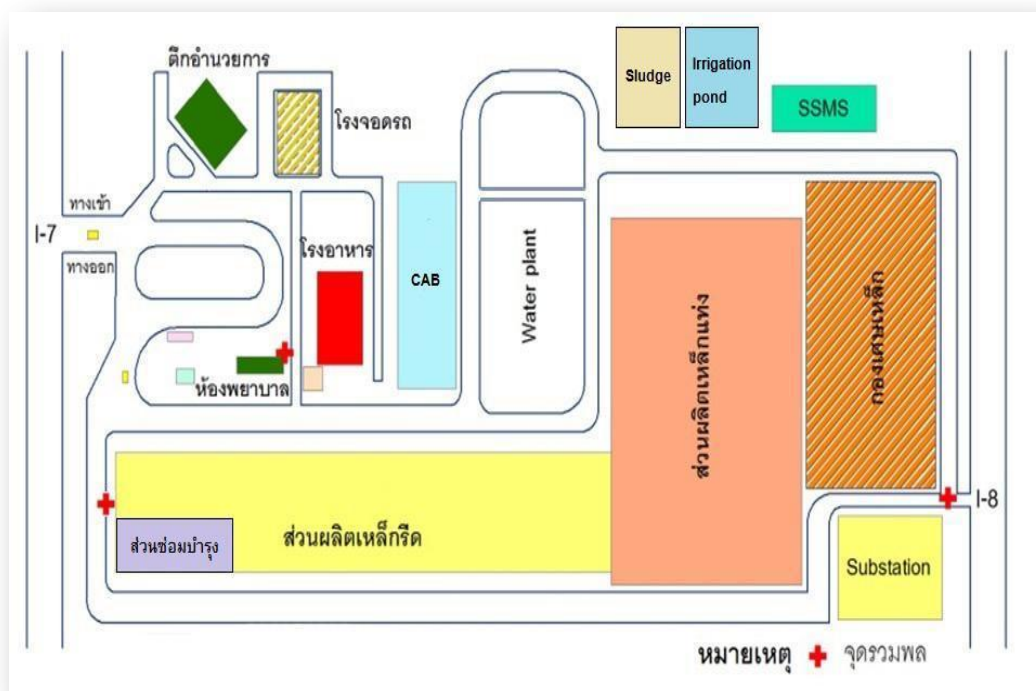 ตึกอำนวยการ
โรงจอดรถ
Sludge
Irrigation
pond
SSMS
ทางเข้า
I-7
ทางออก
โรงอาหาร
CAB
Water plant
ส่วนผลิตเหล็กแท่ง
กองเศษเหล็ก
ห้องพยาบาล
I-8
ส่วนผลิตเหล็กรีด
ส่วนซ่อมบำรุง
Substation
หมายเหตุ จุดรวมพล